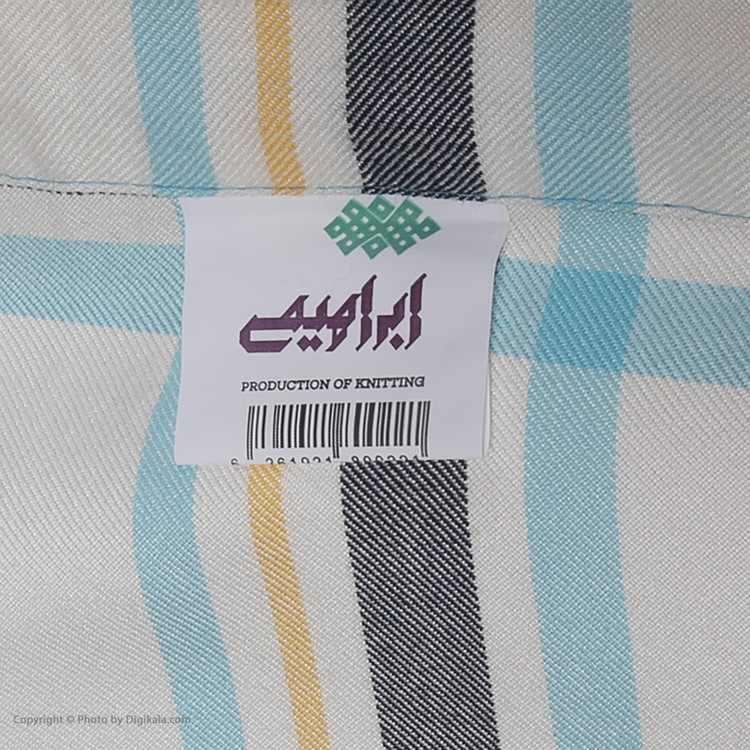 ابراهیمی
PRODUCTION OF KNITTING
Copyright © Photo by Digikala.com